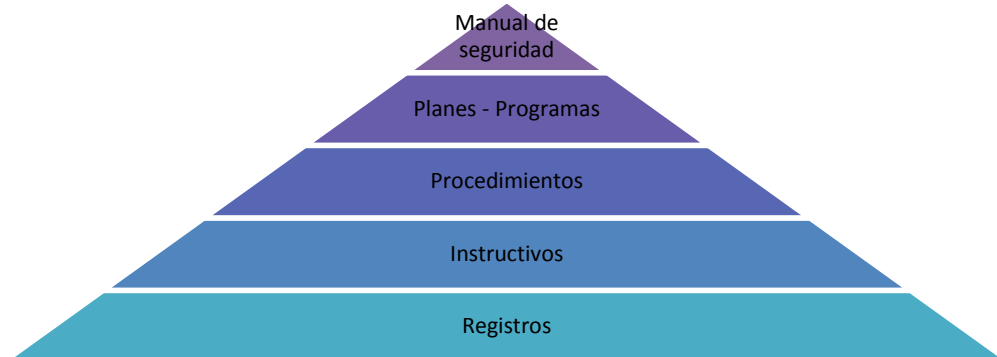 Manual de
seguridad
Planes - Programas
Procedimientos
Instructivos
Registros